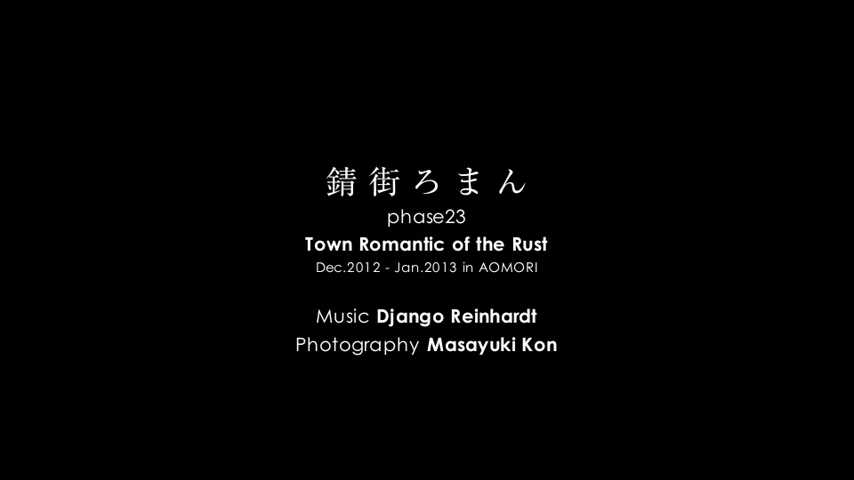 錆街ろまん
phase23
Town Romantic of the Rust
Dec.2012 - Jan.2013 in AOMORI
Music Django Reinhardt
Photography Masayuki Kon